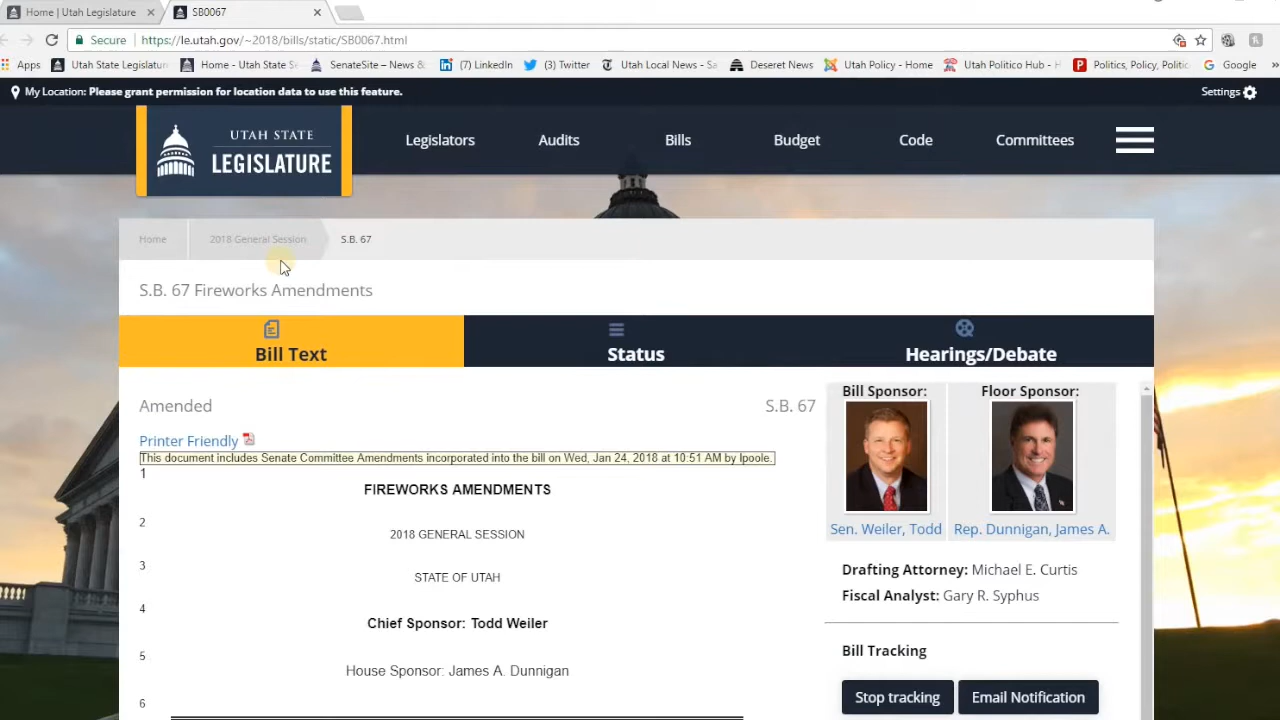 Home | Utah Legislature
SB0067
Secure
https://le.utah.gov/~2018/bills/static/SB0067.html
Apps
Utah State Legislatur
Home - Utah State S
SenateSite – News &
(7) LinkedIn
(3) Twitter
Utah Local News - Sa
Deseret News
Utah Policy - Home
Utah Politico Hub - H
Politics, Policy, Politic
Google
»
My Location: Please grant permission for location data to use this feature.
Settings
UTAH STATE
LEGISLATURE
Legislators
Audits
Bills
Budget
Code
Committees
Home
2018 General Session
S.B. 67
S.B. 67 Fireworks Amendments
Bill Text
Status
Hearings/Debate
Amended
S.B. 67
Printer Friendly
This document includes Senate Committee Amendments incorporated into the bill on Wed, Jan 24, 2018 at 10:51 AM by lpoole.
1
FIREWORKS AMENDMENTS
2
2018 GENERAL SESSION
3
STATE OF UTAH
4
Chief Sponsor: Todd Weiler
5
House Sponsor: James A. Dunnigan
6
Bill Sponsor:
Sen. Weiler, Todd
Floor Sponsor:
Rep. Dunnigan, James A.
Drafting Attorney: Michael E. Curtis
Fiscal Analyst: Gary R. Syphus
Bill Tracking
Stop tracking
Email Notification